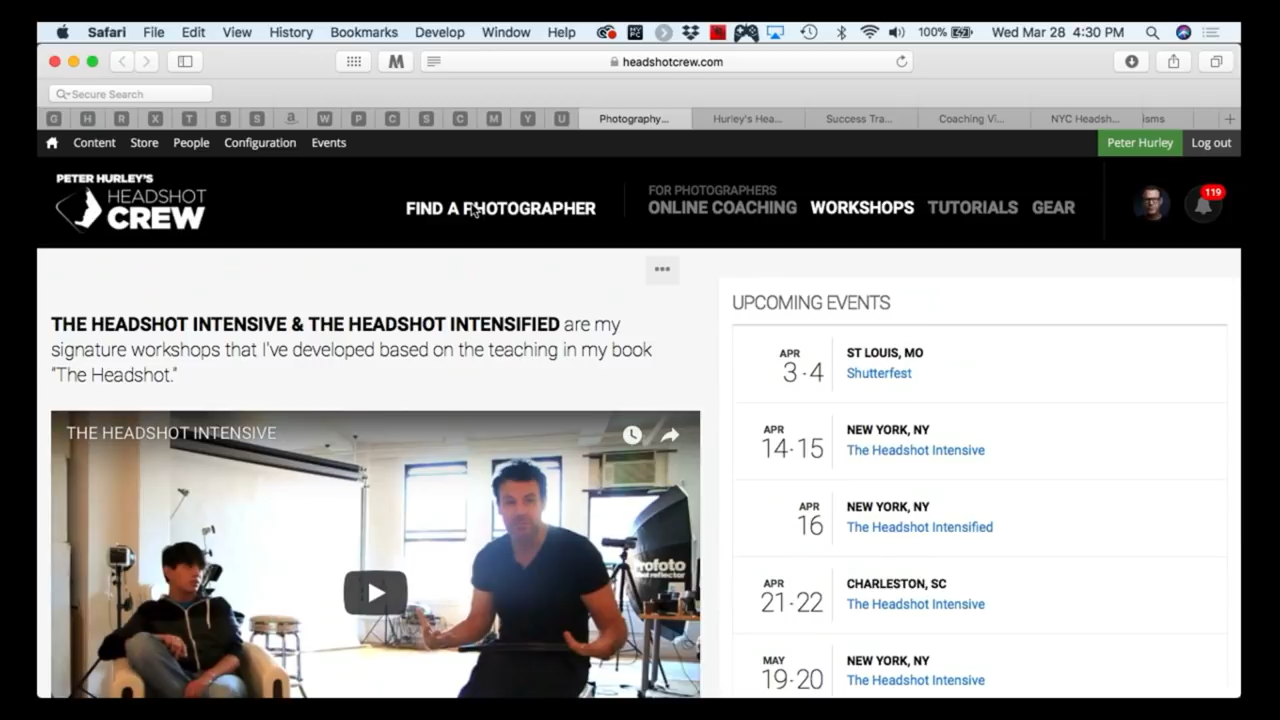 Safari File Edit View History Bookmarks Develop Window Help 100% Wed Mar 28 4:30 PM
headshotcrew.com
Secure Search
G H R X T S S a W P C S C M Y U Photography... Hurley's Hea... Success Tra... Coaching Vi... NYC Headsh... isms
Content Store People Configuration Events Peter Hurley Log out
PETER HURLEY'S
HEADSHOT
CREW
FIND A PHOTOGRAPHER
FOR PHOTOGRAPHERS
ONLINE COACHING WORKSHOPS TUTORIALS GEAR
119
THE HEADSHOT INTENSIVE & THE HEADSHOT INTENSIFIED are my
signature workshops that I've developed based on the teaching in my book
"The Headshot."
THE HEADSHOT INTENSIVE
Profoto
UPCOMING EVENTS
APR
3-4
ST LOUIS, MO
Shutterfest
APR
14-15
NEW YORK, NY
The Headshot Intensive
APR
16
NEW YORK, NY
The Headshot Intensified
APR
21-22
CHARLESTON, SC
The Headshot Intensive
MAY
19-20
NEW YORK, NY
The Headshot Intensive